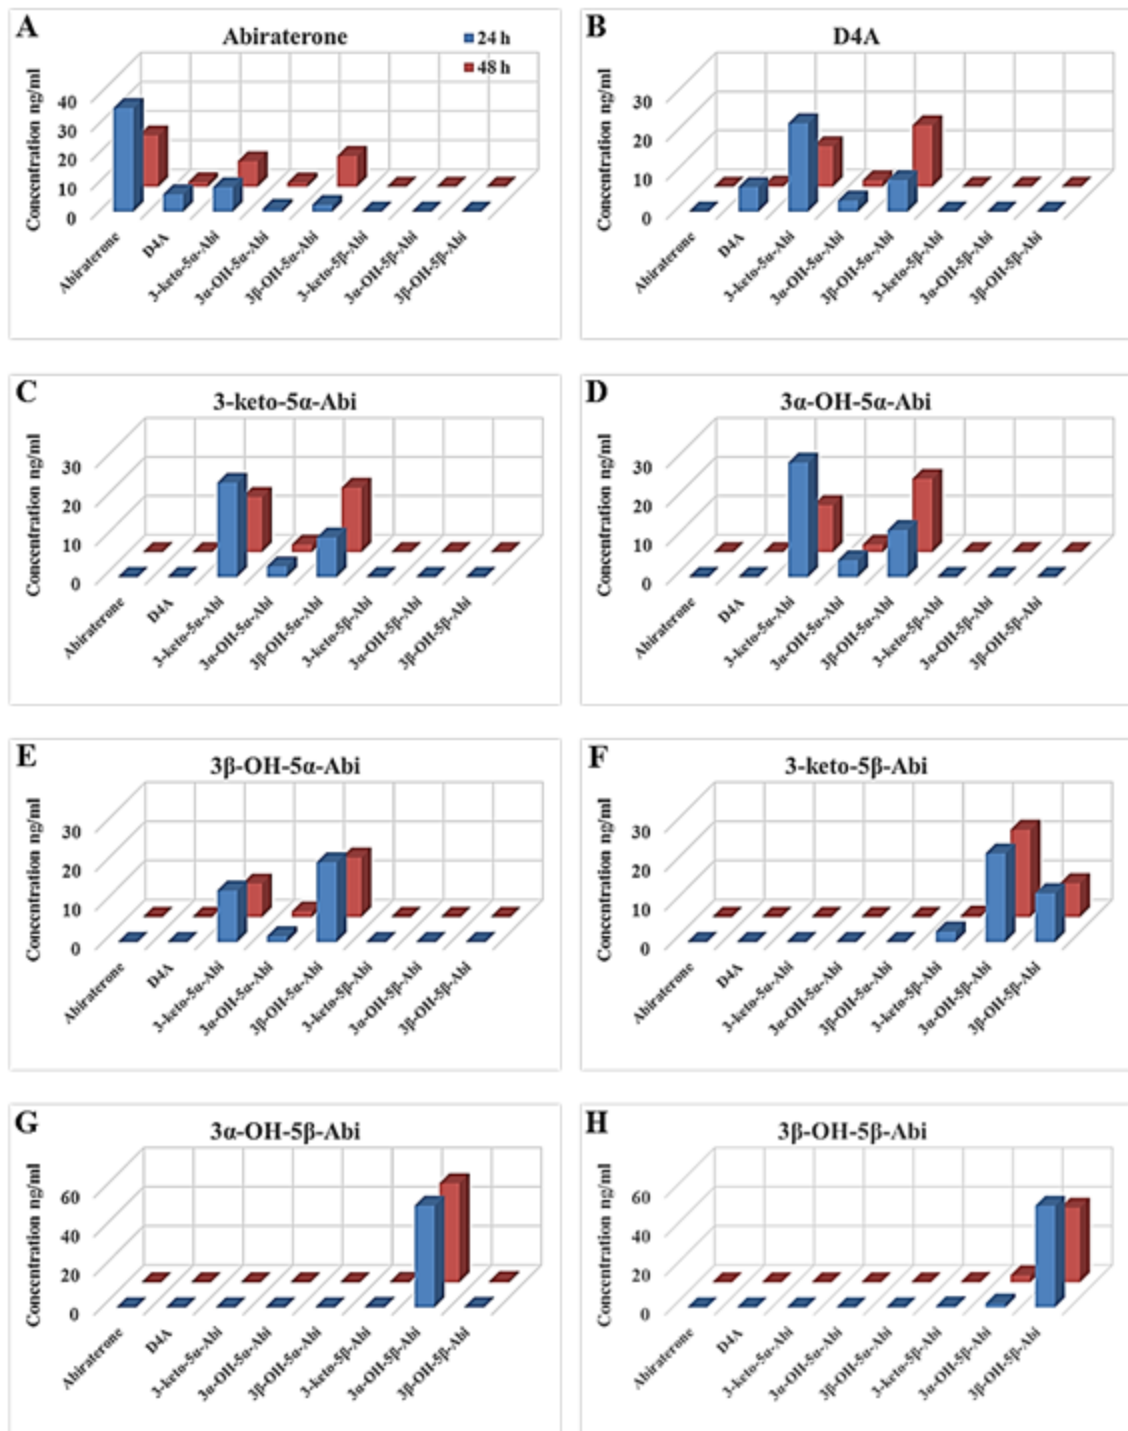 A
Abiraterone
24 h
48 h
Concentration ng/ml
40
30
20
10
0
Abiraterone
D4A
3-keto-5α-Abi
3α-OH-5α-Abi
3β-OH-5α-Abi
3-keto-5β-Abi
3α-OH-5β-Abi
3β-OH-5β-Abi
B
D4A
Concentration ng/ml
30
20
10
0
Abiraterone
D4A
3-keto-5α-Abi
3α-OH-5α-Abi
3β-OH-5α-Abi
3-keto-5β-Abi
3α-OH-5β-Abi
3β-OH-5β-Abi
C
3-keto-5α-Abi
Concentration ng/ml
30
20
10
0
Abiraterone
D4A
3-keto-5α-Abi
3α-OH-5α-Abi
3β-OH-5α-Abi
3-keto-5β-Abi
3α-OH-5β-Abi
3β-OH-5β-Abi
D
3α-OH-5α-Abi
Concentration ng/ml
30
20
10
0
Abiraterone
D4A
3-keto-5α-Abi
3α-OH-5α-Abi
3β-OH-5α-Abi
3-keto-5β-Abi
3α-OH-5β-Abi
3β-OH-5β-Abi
E
3β-OH-5α-Abi
Concentration ng/ml
30
20
10
0
Abiraterone
D4A
3-keto-5α-Abi
3α-OH-5α-Abi
3β-OH-5α-Abi
3-keto-5β-Abi
3α-OH-5β-Abi
3β-OH-5β-Abi
F
3-keto-5β-Abi
Concentration ng/ml
30
20
10
0
Abiraterone
D4A
3-keto-5α-Abi
3α-OH-5α-Abi
3β-OH-5α-Abi
3-keto-5β-Abi
3α-OH-5β-Abi
3β-OH-5β-Abi
G
3α-OH-5β-Abi
Concentration ng/ml
60
40
20
0
Abiraterone
D4A
3-keto-5α-Abi
3α-OH-5α-Abi
3β-OH-5α-Abi
3-keto-5β-Abi
3α-OH-5β-Abi
3β-OH-5β-Abi
H
3β-OH-5β-Abi
Concentration ng/ml
60
40
20
0
Abiraterone
D4A
3-keto-5α-Abi
3α-OH-5α-Abi
3β-OH-5α-Abi
3-keto-5β-Abi
3α-OH-5β-Abi
3β-OH-5β-Abi